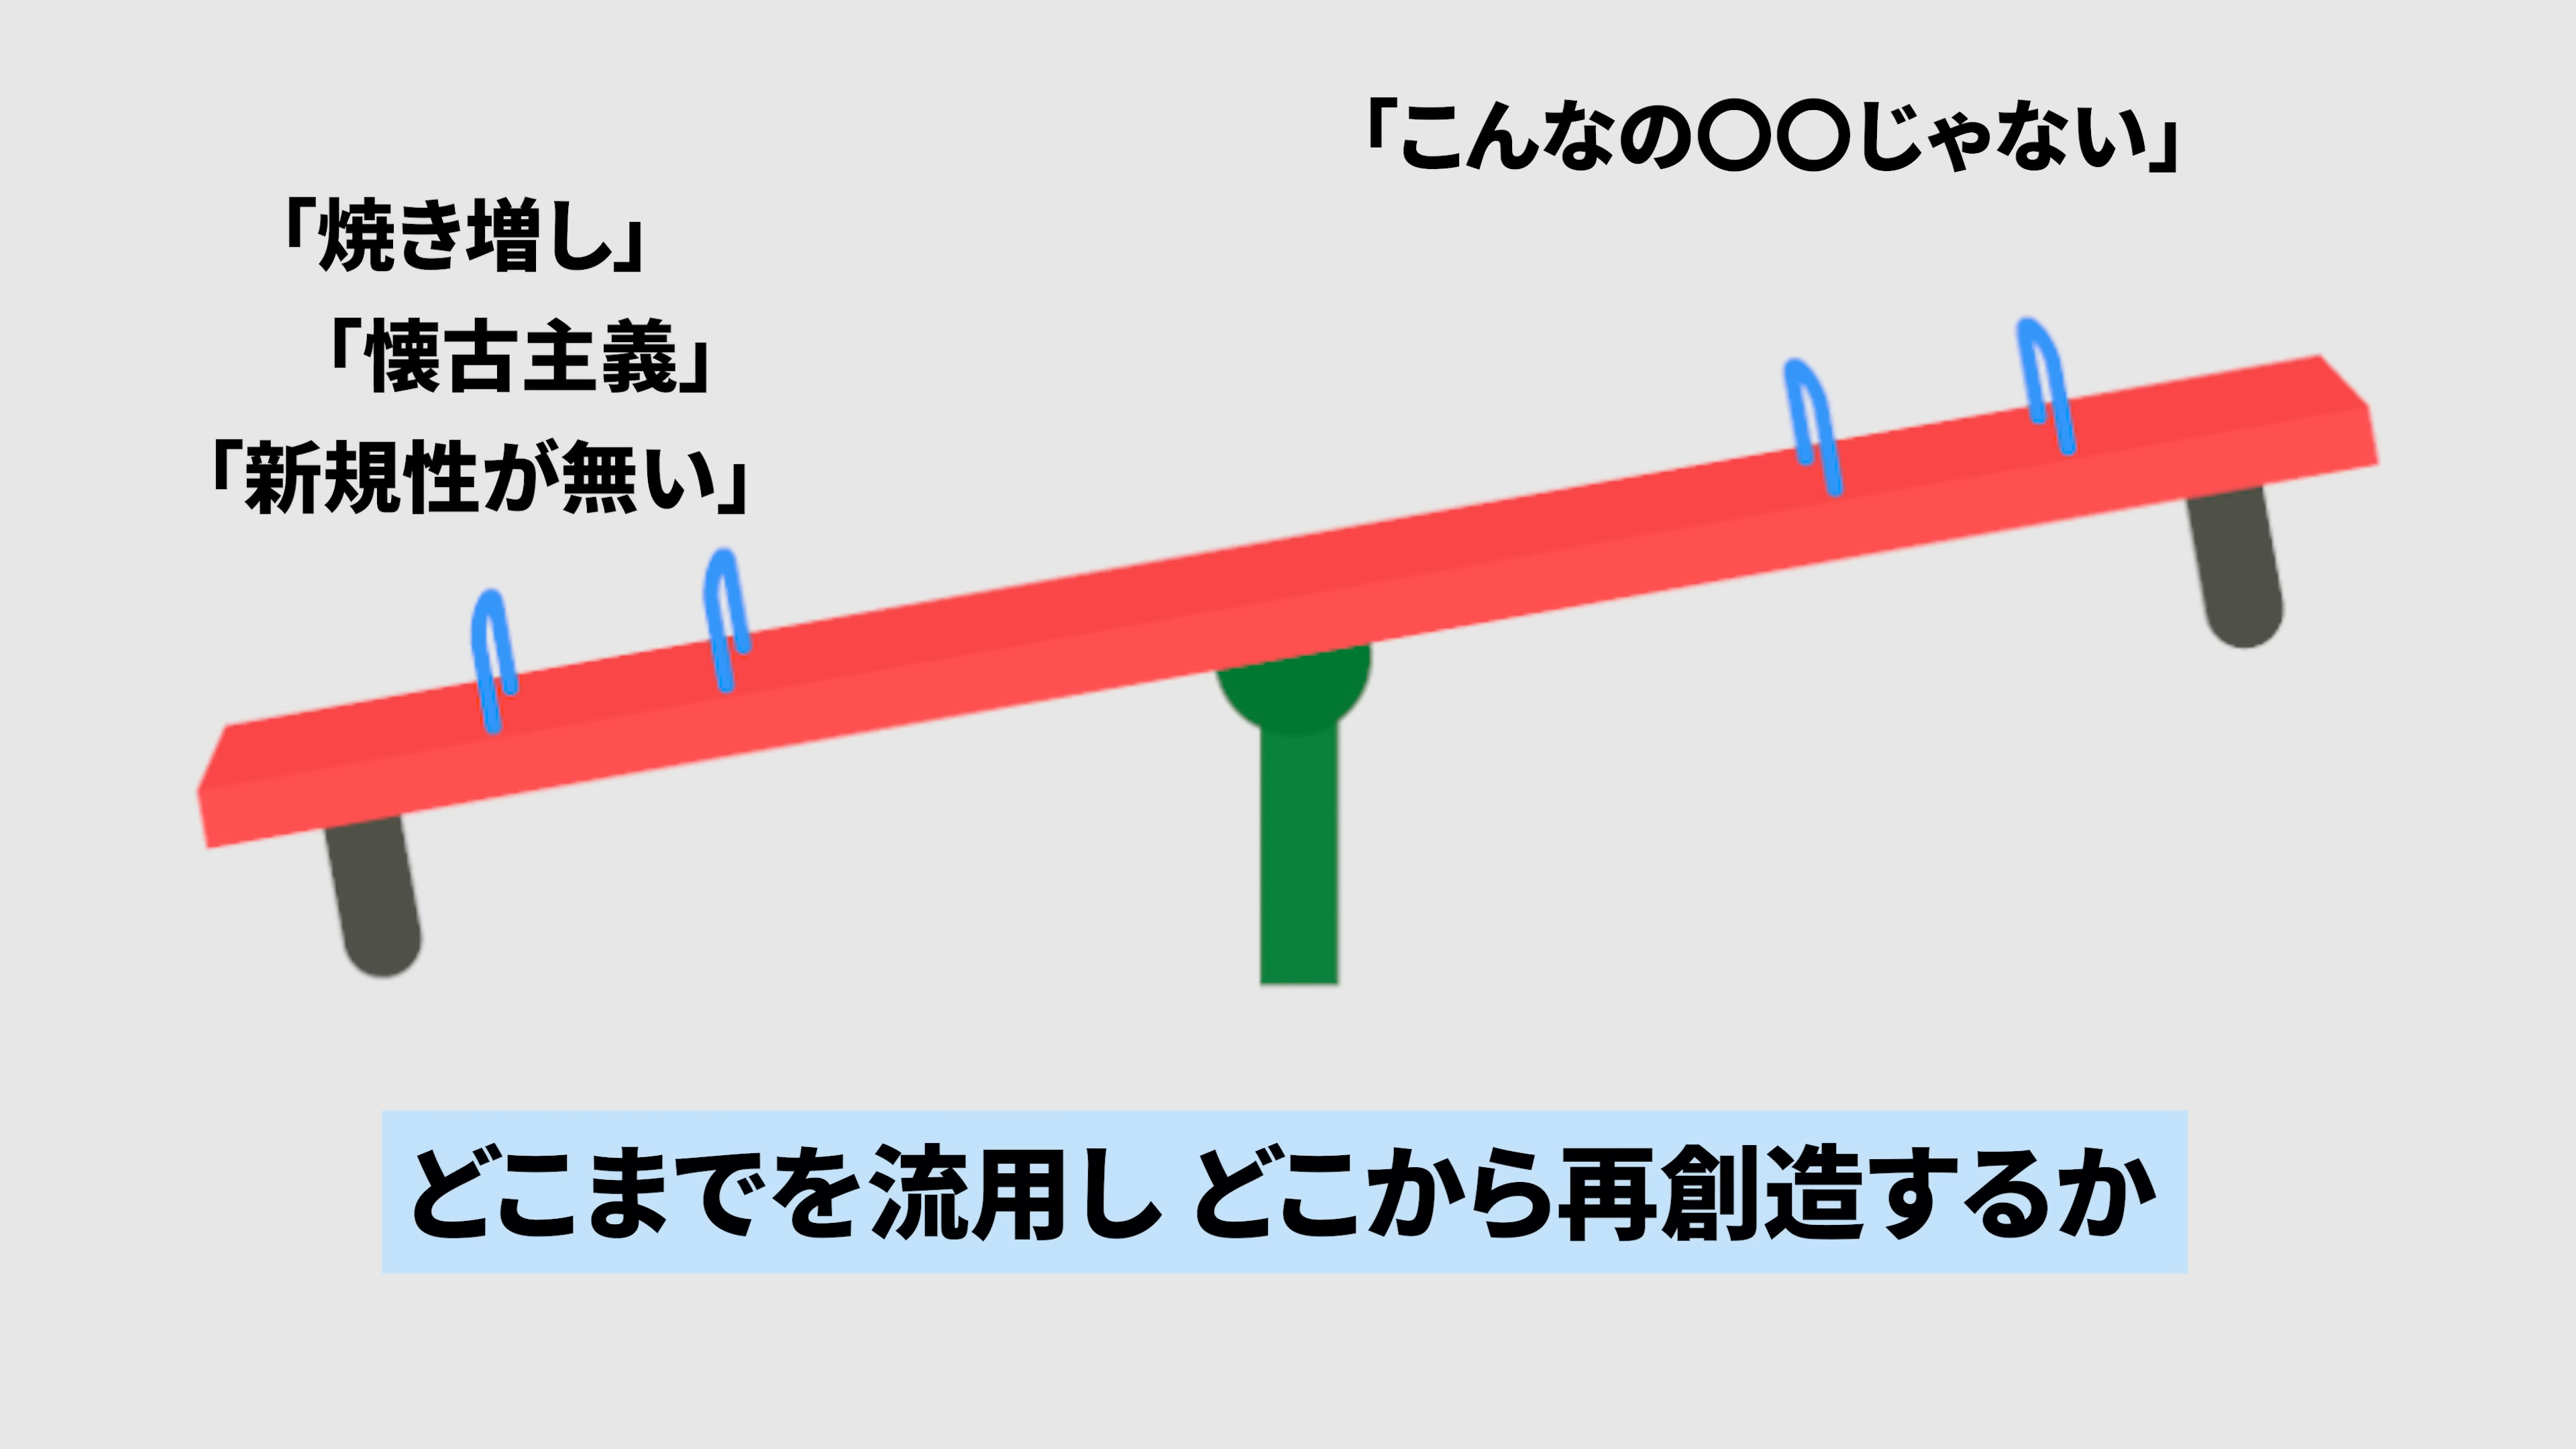 「こんなの〇〇じゃない」
「焼き増し」
「懐古主義」
「新規性が無い」
どこまでを流用し どこから再創造するか